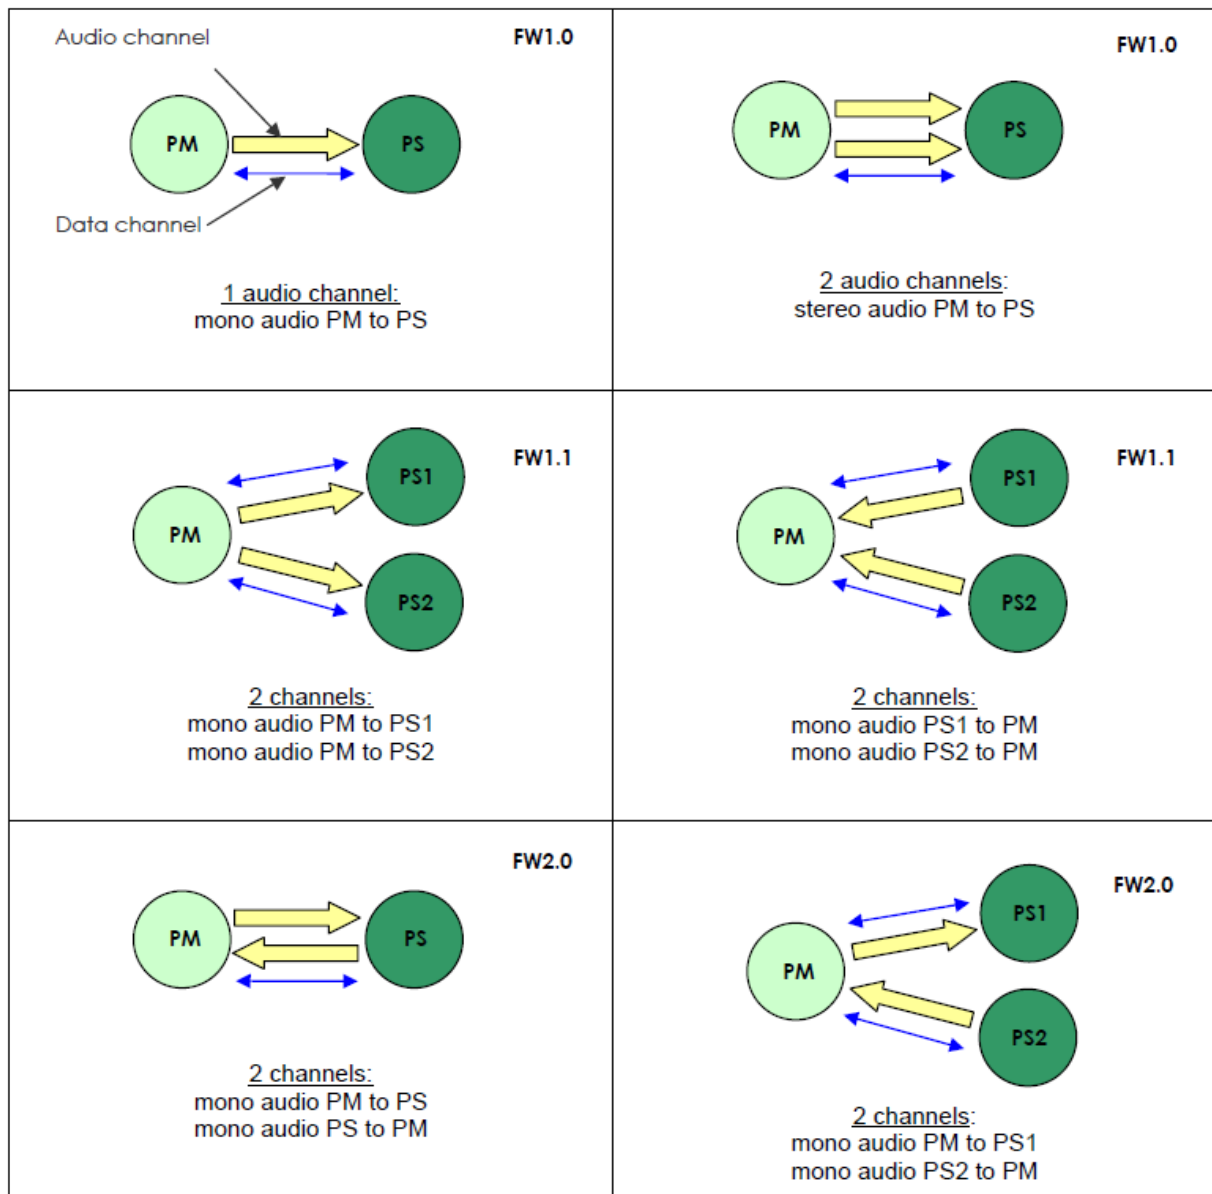 Audio channel
FW1.0
PM
PS
Data channel
1 audio channel:
mono audio PM to PS
FW1.0
PM
PS
2 audio channels:
stereo audio PM to PS
FW1.1
PS1
PM
PS2
2 channels:
mono audio PM to PS1
mono audio PM to PS2
FW1.1
PS1
PM
PS2
2 channels:
mono audio PS1 to PM
mono audio PS2 to PM
FW2.0
PM
PS
2 channels:
mono audio PM to PS
mono audio PS to PM
FW2.0
PS1
PM
PS2
2 channels:
mono audio PM to PS1
mono audio PS2 to PM